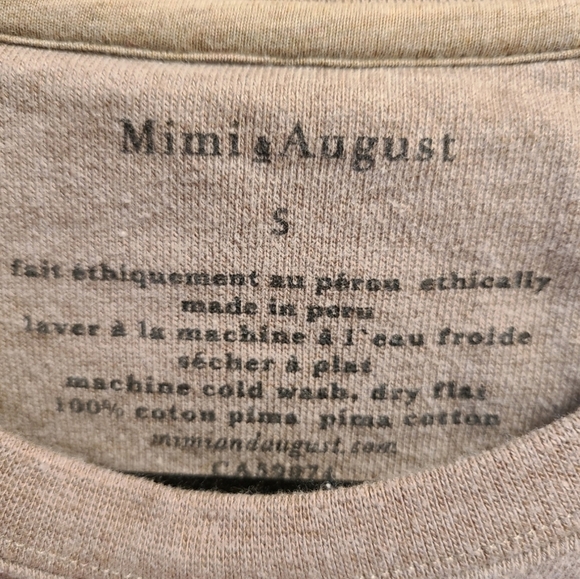 Mimi & August
S
fait éthiquement au pérou ethically
made in peru
laver à la machine à l'eau froide
sécher à plat
machine cold wash, dry flat
100% coton pima pima cotton
mimiandaugust.com